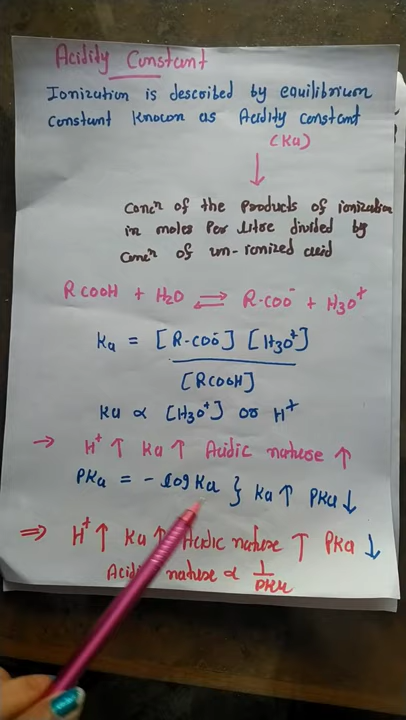 Acidity Constant
Ionization is described by equilibrium
constant known as Acidity constant
(Ka)
↓
Concn of the Products of ionization
in moles Per Litre divided by
concn of un-ionized acid
RCOOH + H₂O ⇌ R-COO⁻ + H₃O⁺
Ka = [R-COO⁻] [H₃O⁺]
[RCOOH]
Ka ∝ [H₃O⁺] or H⁺
→ H⁺ ↑ Ka ↑ Acidic nature ↑
PKa = - log Ka } Ka ↑ PKa ↓
⇒ H⁺ ↑ Ka ↑ Acidic nature ↑ PKa ↓
Acidic nature ∝ 1/PKa